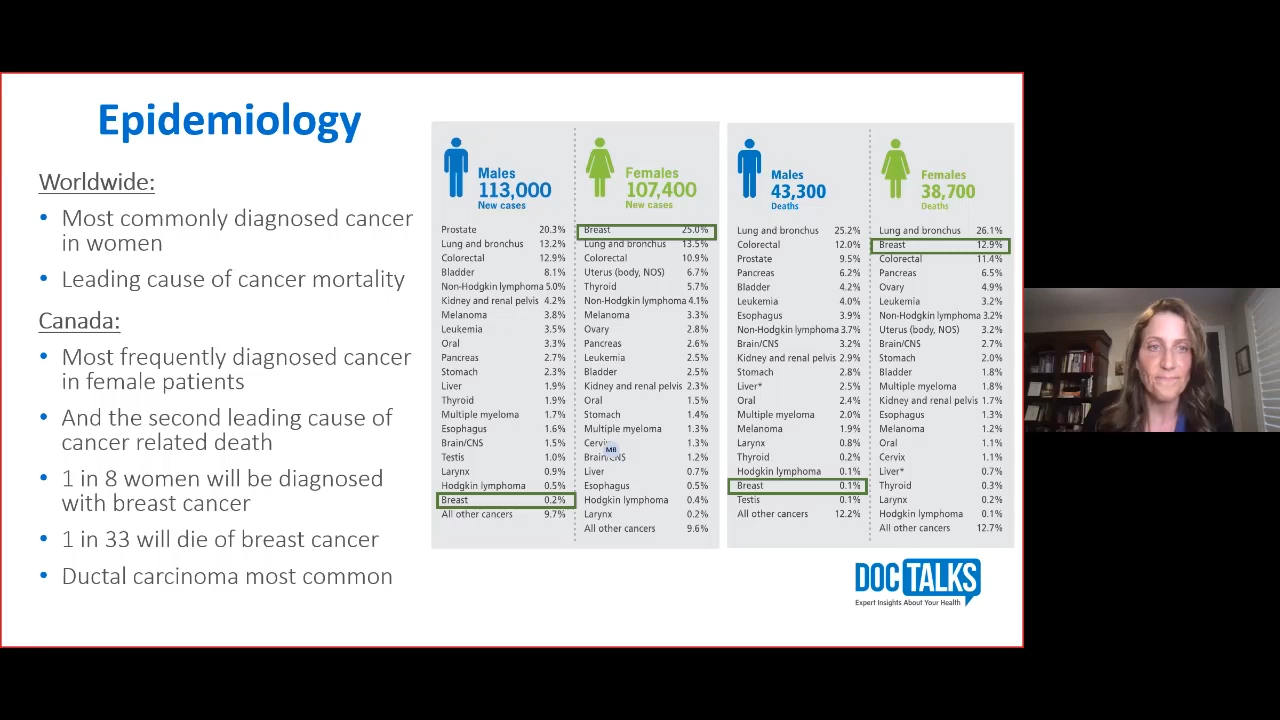 Epidemiology
Worldwide:
• Most commonly diagnosed cancer
in women
• Leading cause of cancer mortality
Canada:
• Most frequently diagnosed cancer
in female patients
• And the second leading cause of
cancer related death
• 1 in 8 women will be diagnosed
with breast cancer
• 1 in 33 will die of breast cancer
• Ductal carcinoma most common
Males
113,000
New cases
Prostate 20.3%
Lung and bronchus 13.2%
Colorectal 12.9%
Bladder 8.1%
Non-Hodgkin lymphoma 5.0%
Kidney and renal pelvis 4.2%
Melanoma 3.8%
Leukemia 3.5%
Oral 3.3%
Pancreas 2.7%
Stomach 2.3%
Liver 1.9%
Thyroid 1.9%
Multiple myeloma 1.7%
Esophagus 1.6%
Brain/CNS 1.5%
Testis 1.0%
Larynx 0.9%
Hodgkin lymphoma 0.5%
Breast 0.2%
All other cancers 9.7%
Females
107,400
New cases
Breast 25.0%
Lung and bronchus 13.5%
Colorectal 10.9%
Uterus (body, NOS) 6.7%
Thyroid 5.7%
Non-Hodgkin lymphoma 4.1%
Melanoma 3.3%
Ovary 2.8%
Pancreas 2.6%
Leukemia 2.5%
Bladder 2.5%
Kidney and renal pelvis 2.3%
Oral 1.5%
Stomach 1.4%
Multiple myeloma 1.3%
Cervix 1.3%
Brain/CNS 1.2%
Liver 0.7%
Esophagus 0.5%
Hodgkin lymphoma 0.4%
Larynx 0.2%
All other cancers 9.6%
MB
Males
43,300
Deaths
Lung and bronchus 25.2%
Colorectal 12.0%
Prostate 9.5%
Pancreas 6.2%
Bladder 4.2%
Leukemia 4.0%
Esophagus 3.9%
Non-Hodgkin lymphoma 3.7%
Brain/CNS 3.2%
Kidney and renal pelvis 2.9%
Stomach 2.8%
Liver* 2.5%
Oral 2.4%
Multiple myeloma 2.0%
Melanoma 1.9%
Larynx 0.8%
Thyroid 0.2%
Hodgkin lymphoma 0.1%
Breast 0.1%
Testis 0.1%
All other cancers 12.2%
Females
38,700
Deaths
Lung and bronchus 26.1%
Breast 12.9%
Colorectal 11.4%
Pancreas 6.5%
Ovary 4.9%
Leukemia 3.2%
Non-Hodgkin lymphoma 3.2%
Uterus (body, NOS) 3.2%
Brain/CNS 2.7%
Stomach 2.0%
Bladder 1.8%
Multiple myeloma 1.8%
Kidney and renal pelvis 1.7%
Esophagus 1.3%
Melanoma 1.2%
Oral 1.1%
Cervix 1.1%
Liver* 0.7%
Thyroid 0.3%
Larynx 0.2%
Hodgkin lymphoma 0.1%
All other cancers 12.7%
DOC TALKS
Expert Insights About Your Health